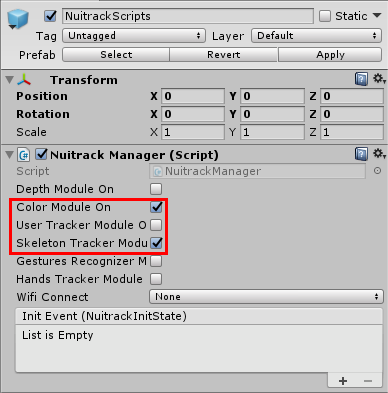 NuitrackScripts Static
Tag Untagged Layer Default
Prefab Select Revert Apply
Transform
Position X 0 Y 0 Z 0
Rotation X 0 Y 0 Z 0
Scale X 1 Y 1 Z 1
Nuitrack Manager (Script)
Script NuitrackManager
Depth Module On
Color Module On
User Tracker Module O
Skeleton Tracker Modu
Gestures Recognizer M
Hands Tracker Module
Wifi Connect None
Init Event (NuitrackInitState)
List is Empty